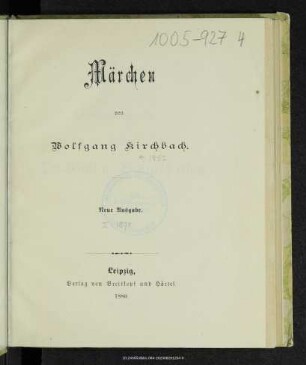 1005-927 4
Märchen
von
Wolfgang Kirchbach.
Neue Ausgabe.
Leipzig,
Verlag von Breitkopf und Härtel